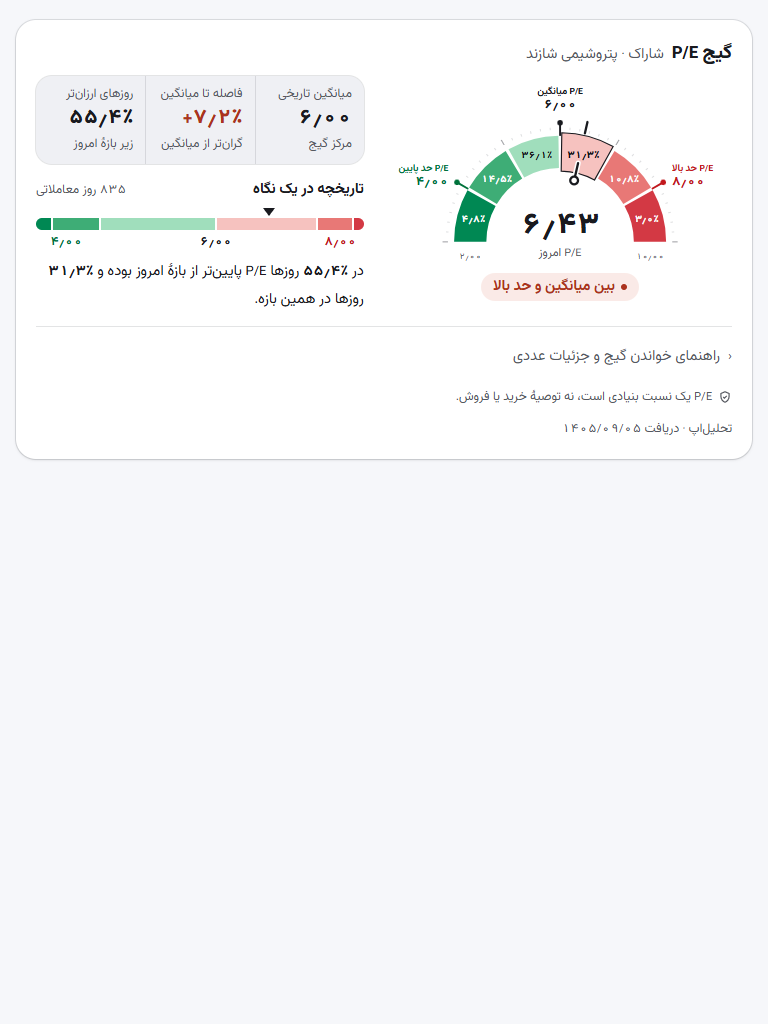 گیج P/E شاراک · پتروشیمی شازند
P/E میانگین
۶٫۰۰
P/E حد بالا
۸٫۰۰
P/E حد پایین
۴٫۰۰
۳٫۰٪
۱۰٫۸٪
۳۱٫۳٪
۳۶٫۱٪
۱۴٫۵٪
۴٫۸٪
۶٫۴۳
P/E امروز
۱۰٫۰۰
۲٫۰۰
بین میانگین و حد بالا
میانگین تاریخی
۶٫۰۰
مرکز گیج
فاصله تا میانگین
+۷٫۲٪
گران‌تر از میانگین
روزهای ارزان‌تر
۵۵٫۴٪
زیر بازهٔ امروز
تاریخچه در یک نگاه
۸۳۵ روز معاملاتی
۸٫۰۰
۶٫۰۰
۴٫۰۰
در ۵۵٫۴٪ روزها P/E پایین‌تر از بازهٔ امروز بوده و ۳۱٫۳٪
روزها در همین بازه.
‹ راهنمای خواندن گیج و جزئیات عددی
P/E یک نسبت بنیادی است، نه توصیهٔ خرید یا فروش.
تحلیل‌اپ · دریافت ۱۴۰۵/۰۹/۰۵